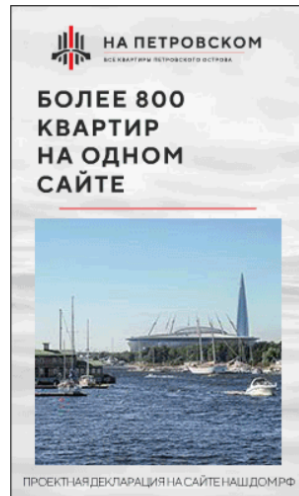 НА ПЕТРОВСКОМ
ВСЕ КВАРТИРЫ ПЕТРОВСКОГО ОСТРОВА
БОЛЕЕ 800
КВАРТИР
НА ОДНОМ
САЙТЕ
ПРОЕКТНАЯ ДЕКЛАРАЦИЯ НА САЙТЕ НАШ.ДОМ.РФ